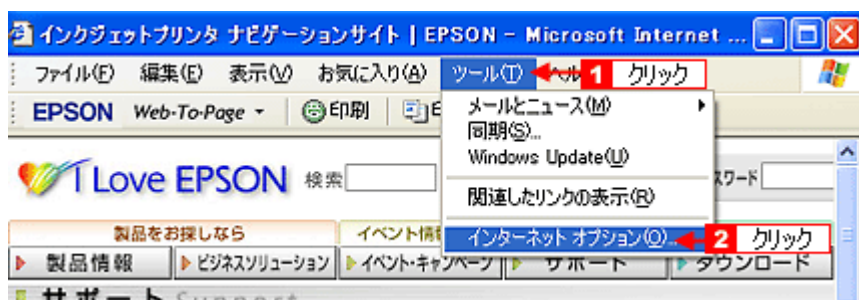 インクジェットプリンタ ナビゲーションサイト | EPSON - Microsoft Internet ...
ファイル(F) 編集(E) 表示(V) お気に入り(A) ツール(T) 1 クリック
EPSON Web-To-Page 印刷
メールとニュース(M)
同期(S)...
Windows Update(U)
関連したリンクの表示(R)
インターネット オプション(O)... 2 クリック
I Love EPSON 検索
製品をお探しなら イベント情
製品情報 ビジネスソリューション イベント・キャンペーン サポート ダウンロード
サポート Support